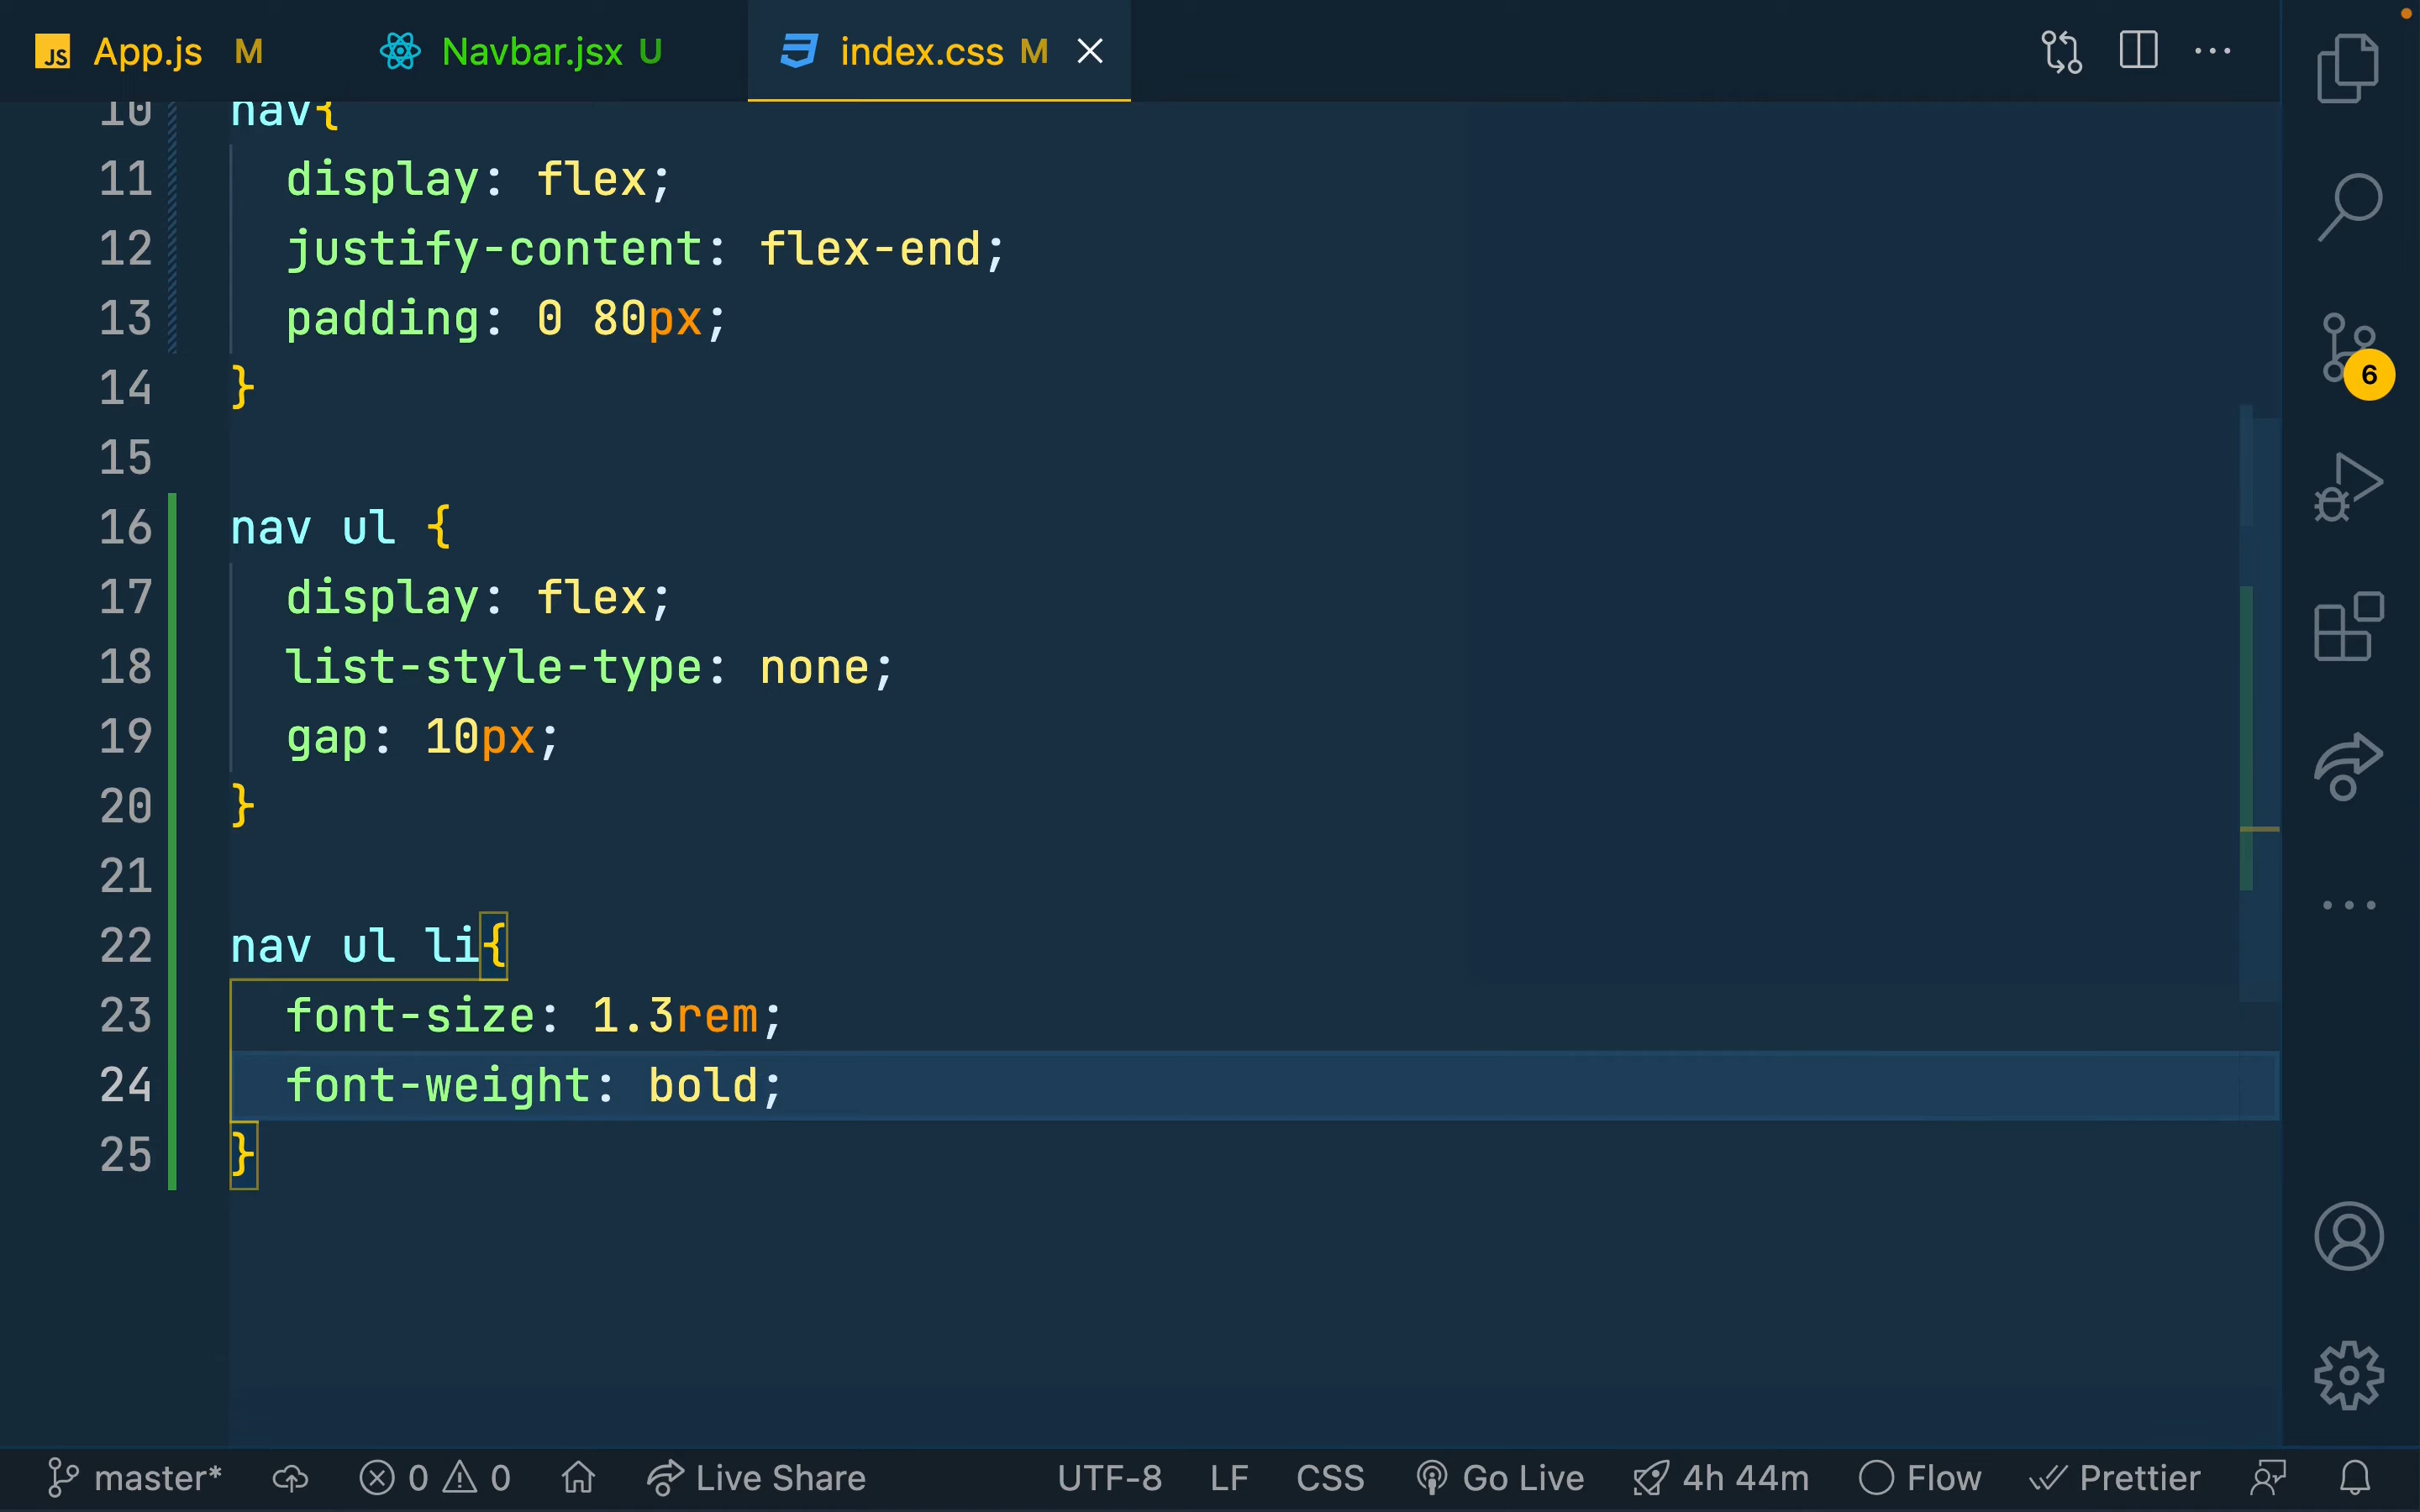 App.js M
Navbar.jsx U
index.css M
10 nav{
11 display: flex;
12 justify-content: flex-end;
13 padding: 0 80px;
14 }
15
16 nav ul {
17 display: flex;
18 list-style-type: none;
19 gap: 10px;
20 }
21
22 nav ul li{
23 font-size: 1.3rem;
24 font-weight: bold;
25 }
6
master* 0 0 Live Share UTF-8 LF CSS Go Live 4h 44m Flow Prettier